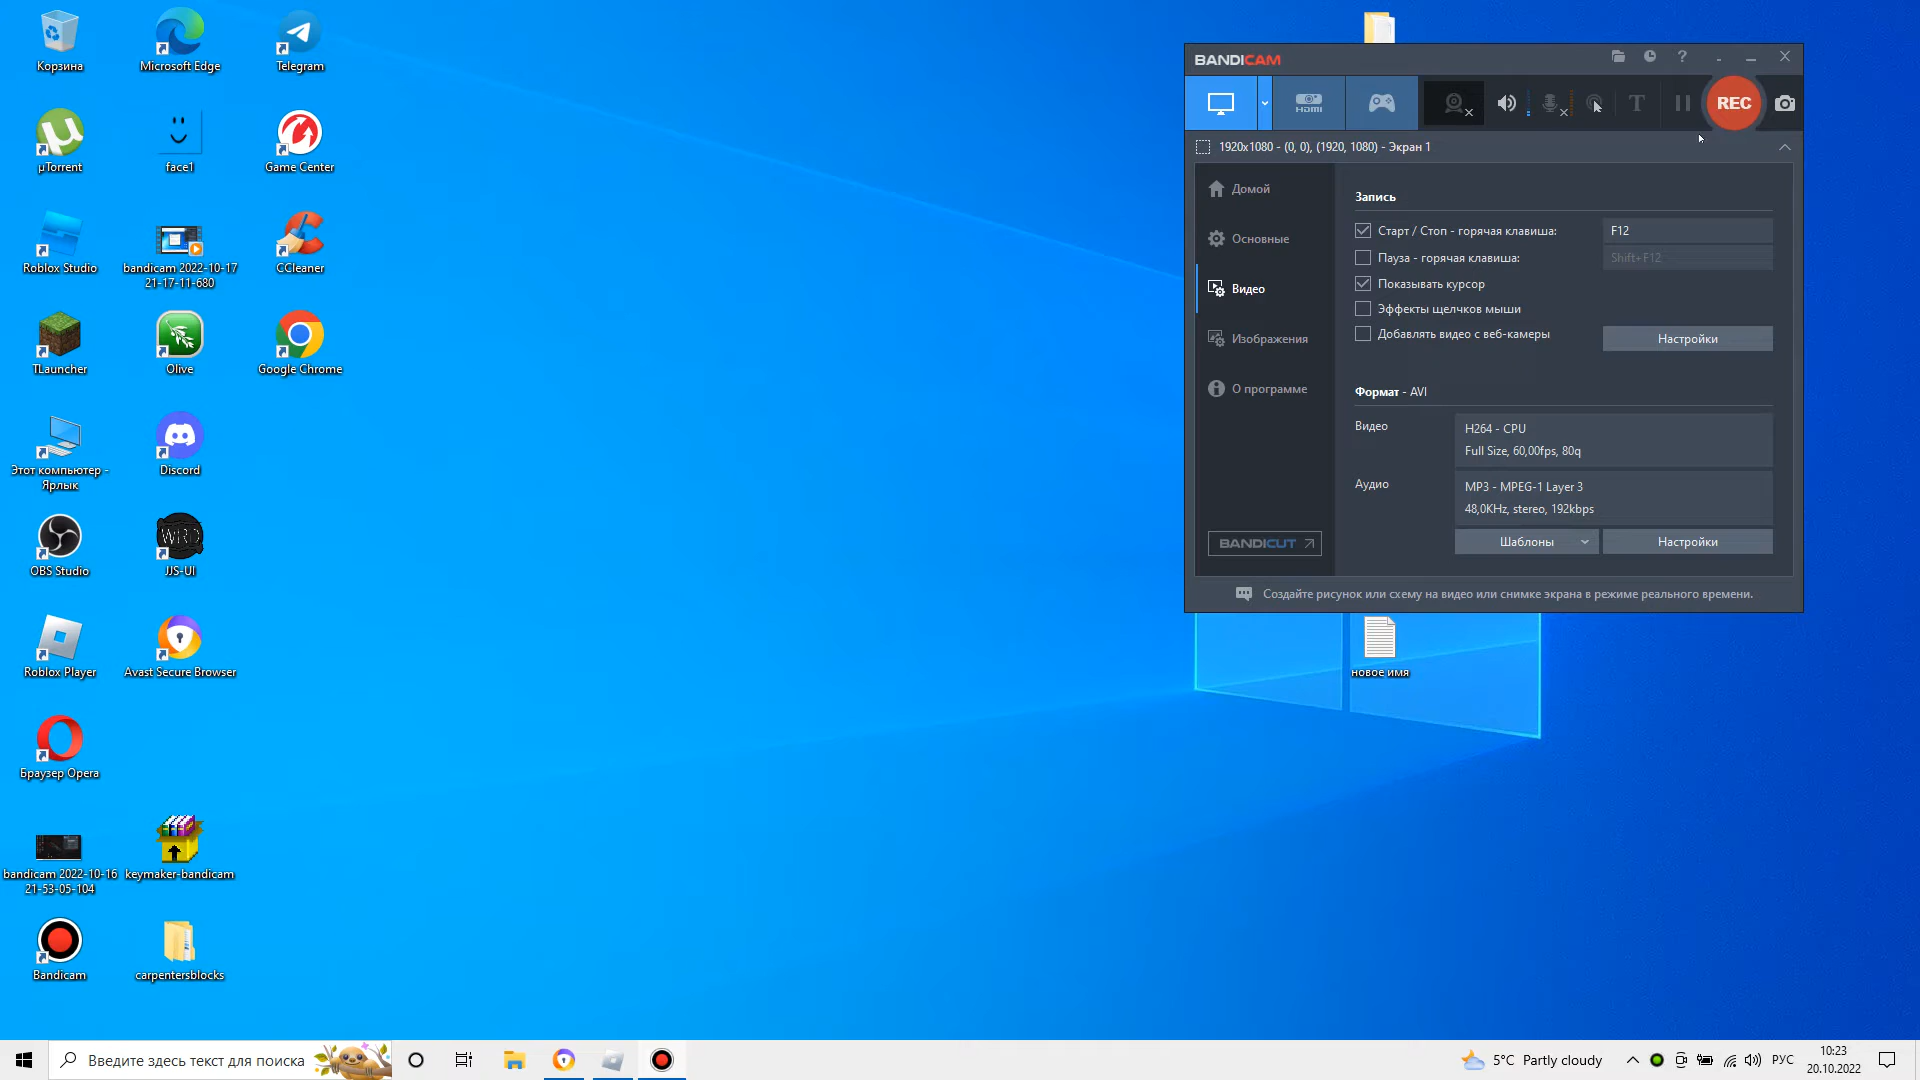 Корзина
Microsoft Edge
Telegram
µTorrent
face1
Game Center
Roblox Studio
bandicam 2022-10-17
21-17-11-680
CCleaner
TLauncher
Olive
Google Chrome
Этот компьютер -
Ярлык
Discord
OBS Studio
WRD
JJS-UI
Roblox Player
Avast Secure Browser
Браузер Opera
bandicam 2022-10-16
21-53-05-104
keymaker-bandicam
Bandicam
carpentersblocks
BANDICAM
HDMI
T
REC
1920x1080 - (0, 0), (1920, 1080) - Экран 1
Домой
Основные
Видео
Изображения
О программе
BANDICUT
Запись
Старт / Стоп - горячая клавиша:
F12
Пауза - горячая клавиша:
Shift+F12
Показывать курсор
Эффекты щелчков мыши
Добавлять видео с веб-камеры
Настройки
Формат - AVI
Видео
H264 - CPU
Full Size, 60,00fps, 80q
Аудио
MP3 - MPEG-1 Layer 3
48,0KHz, stereo, 192kbps
Шаблоны
Настройки
Создайте рисунок или схему на видео или снимке экрана в режиме реального времени.
новое имя
Введите здесь текст для поиска
5°C Partly cloudy
РУС
10:23
20.10.2022